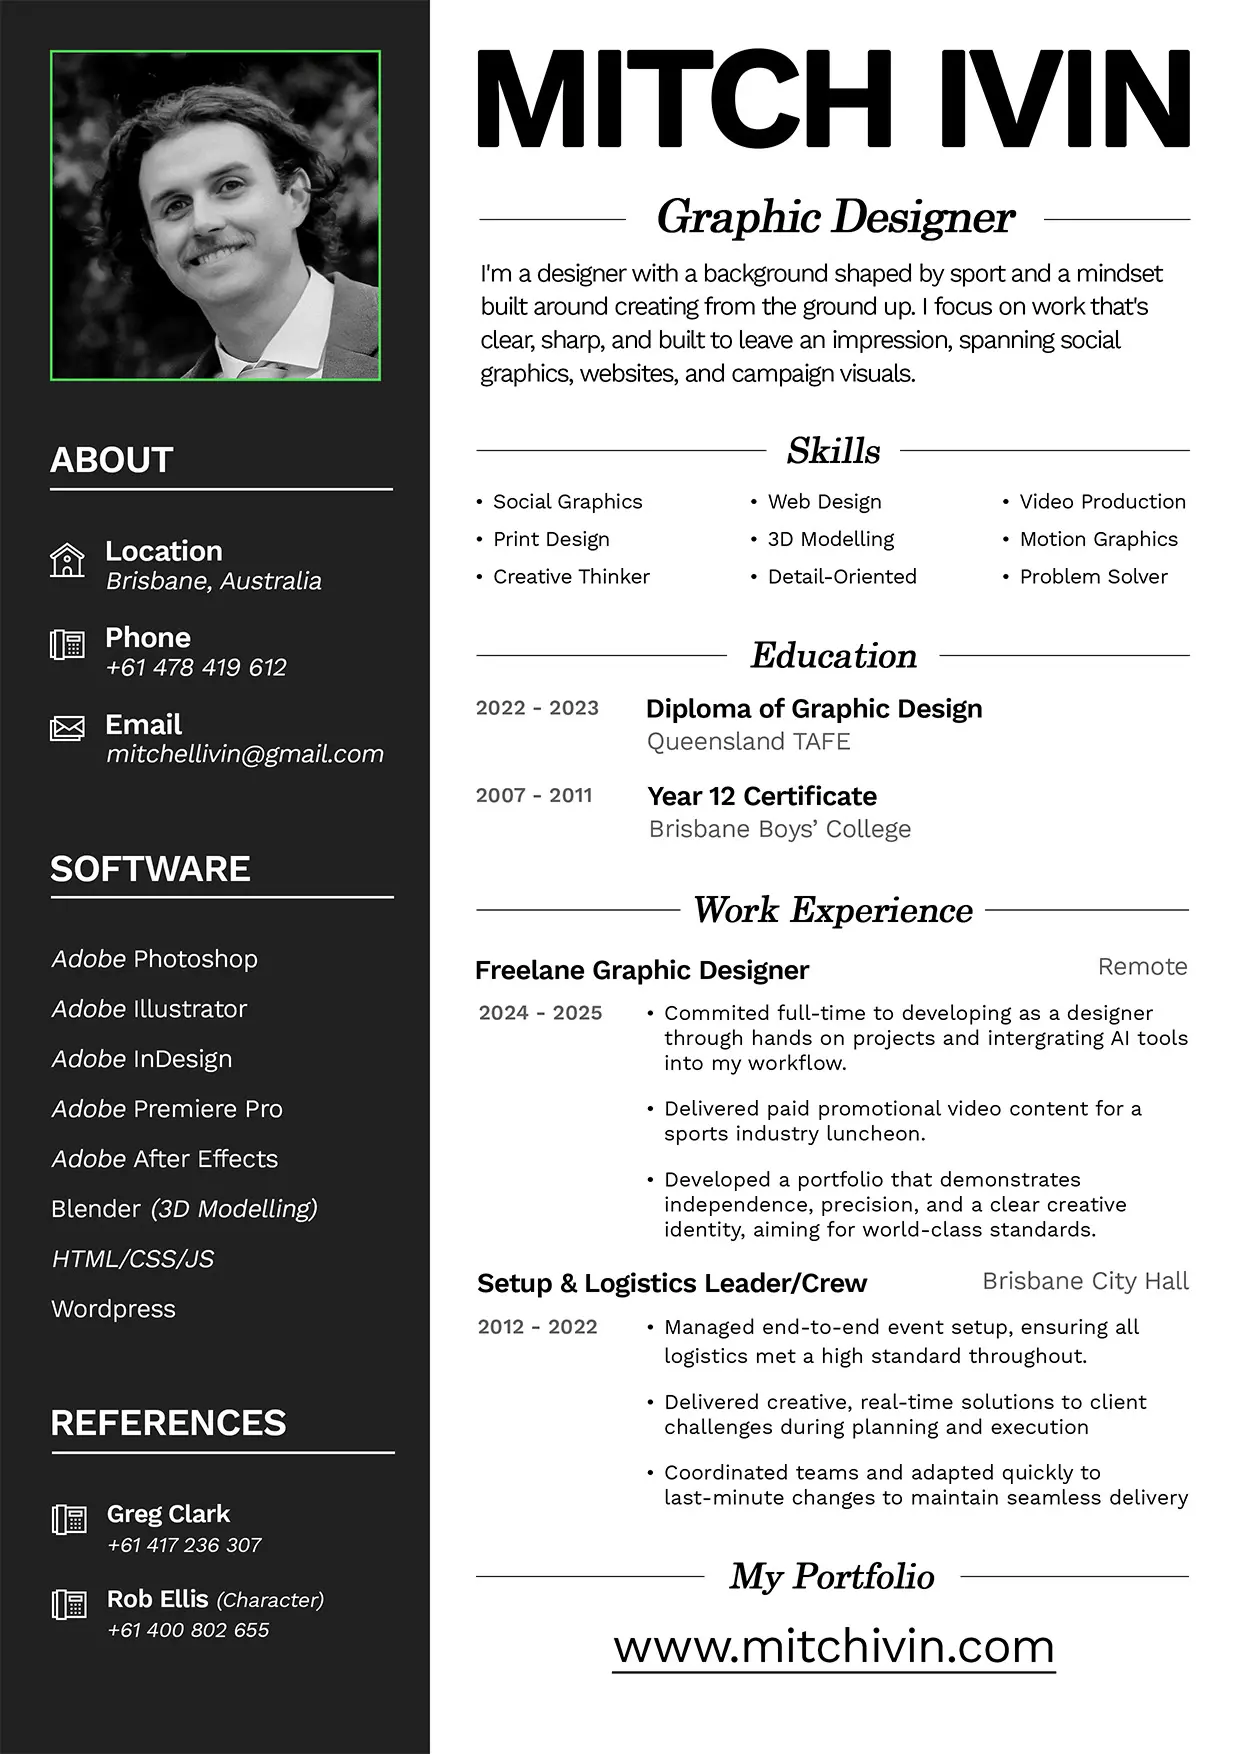 MITCH IVIN
Graphic Designer
I'm a designer with a background shaped by sport and a mindset
built around creating from the ground up. I focus on work that's
clear, sharp, and built to leave an impression, spanning social
graphics, websites, and campaign visuals.
ABOUT
Location
Brisbane, Australia
Phone
+61 478 419 612
Email
mitchellivin@gmail.com
SOFTWARE
Adobe Photoshop
Adobe Illustrator
Adobe InDesign
Adobe Premiere Pro
Adobe After Effects
Blender (3D Modelling)
HTML/CSS/JS
Wordpress
REFERENCES
Greg Clark
+61 417 236 307
Rob Ellis (Character)
+61 400 802 655
Skills
• Social Graphics
• Web Design
• Video Production
• Print Design
• 3D Modelling
• Motion Graphics
• Creative Thinker
• Detail-Oriented
• Problem Solver
Education
2022 - 2023 Diploma of Graphic Design
Queensland TAFE
2007 - 2011 Year 12 Certificate
Brisbane Boys’ College
Work Experience
Freelane Graphic Designer Remote
2024 - 2025 • Commited full-time to developing as a designer
through hands on projects and intergrating AI tools
into my workflow.
• Delivered paid promotional video content for a
sports industry luncheon.
• Developed a portfolio that demonstrates
independence, precision, and a clear creative
identity, aiming for world-class standards.
Setup & Logistics Leader/Crew Brisbane City Hall
2012 - 2022 • Managed end-to-end event setup, ensuring all
logistics met a high standard throughout.
• Delivered creative, real-time solutions to client
challenges during planning and execution
• Coordinated teams and adapted quickly to
last-minute changes to maintain seamless delivery
My Portfolio
www.mitchivin.com